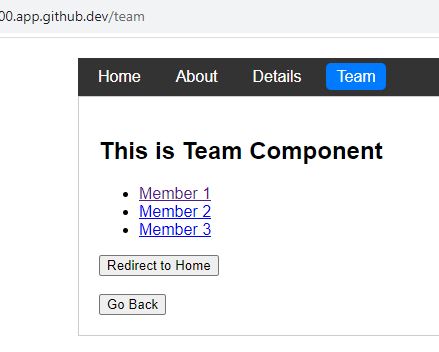 00.app.github.dev/team
Home About Details Team
This is Team Component
• Member 1
• Member 2
• Member 3
Redirect to Home
Go Back